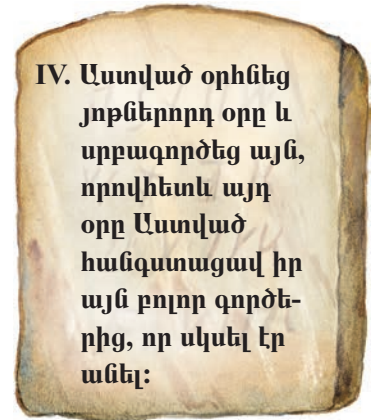 IV. Աստված օրհնեց
յոթներորդ օրը և
սրբագործեց այն,
որովհետև այդ
օրը Աստված
հանգստացավ իր
այն բոլոր գործե-
րից, որ սկսել էր
անել: